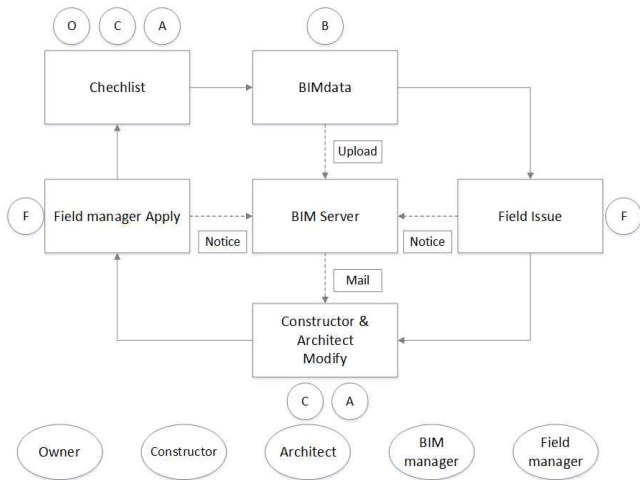 O
C
A
B
Chechlist
BIMdata
Upload
F
Field manager Apply
BIM Server
Field Issue
F
Notice
Notice
Mail
Constructor &
Architect
Modify
C
A
Owner
Constructor
Architect
BIM
manager
Field
manager